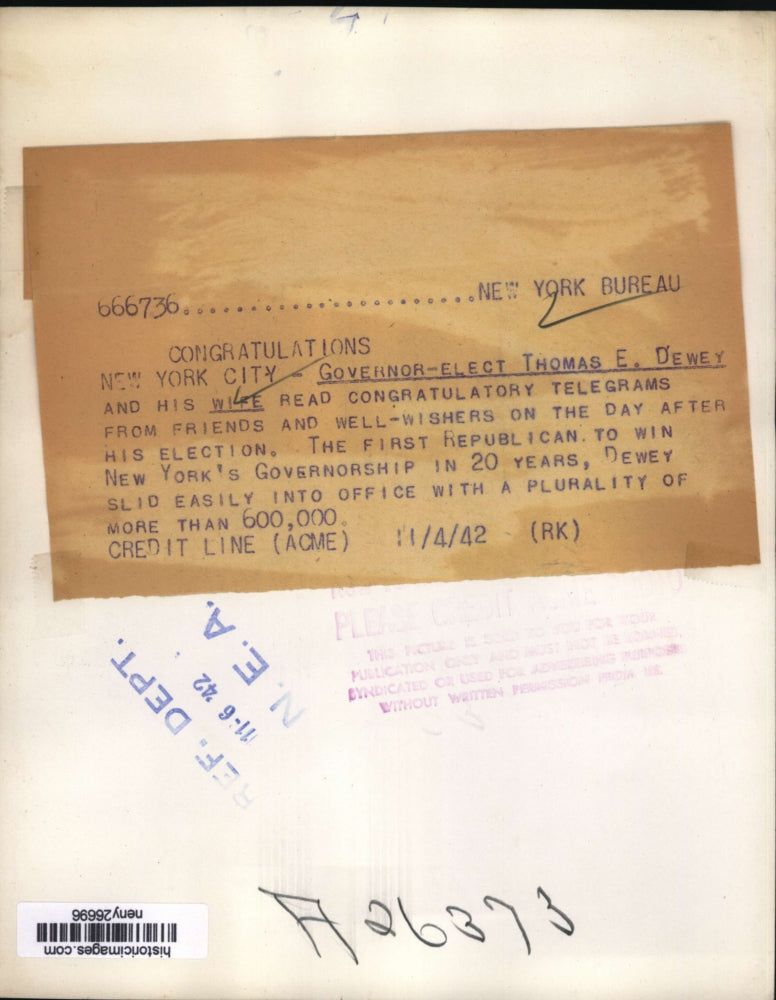 666736........................NEW YORK BUREAU
CONGRATULATIONS
NEW YORK CITY - GOVERNOR-ELECT THOMAS E. DEWEY
AND HIS WIFE READ CONGRATULATORY TELEGRAMS
FROM FRIENDS AND WELL-WISHERS ON THE DAY AFTER
HIS ELECTION. THE FIRST REPUBLICAN TO WIN
NEW YORK'S GOVERNORSHIP IN 20 YEARS, DEWEY
SLID EASILY INTO OFFICE WITH A PLURALITY OF
MORE THAN 600,000.
CREDIT LINE (ACME) 11/4/42 (RK)
PLEASE CREDIT
THIS PICTURE IS SOLD TO YOU FOR YOUR
PUBLICATION ONLY AND MUST NOT BE LOANED,
SYNDICATED OR USED FOR ADVERTISING PURPOSES
WITHOUT WRITTEN PERMISSION FROM US
REF. DEPT.
11-6 '42
N. E. A.
A 26373
historicimages.com
neny26696